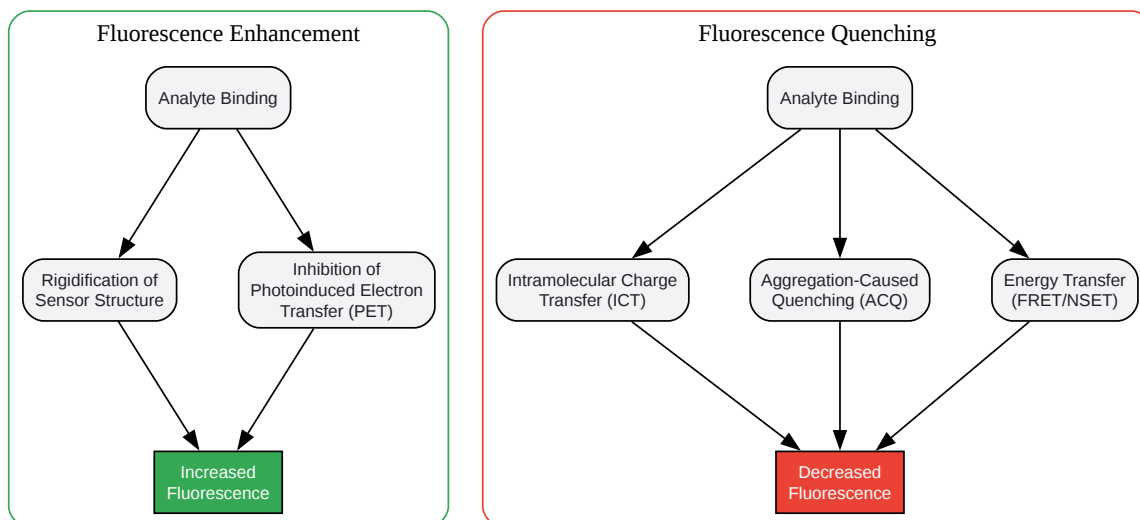 Fluorescence Enhancement
Analyte Binding
Rigidification of
Sensor Structure
Inhibition of
Photoinduced Electron
Transfer (PET)
Increased
Fluorescence
Fluorescence Quenching
Analyte Binding
Intramolecular Charge
Transfer (ICT)
Aggregation-Caused
Quenching (ACQ)
Energy Transfer
(FRET/NSET)
Decreased
Fluorescence